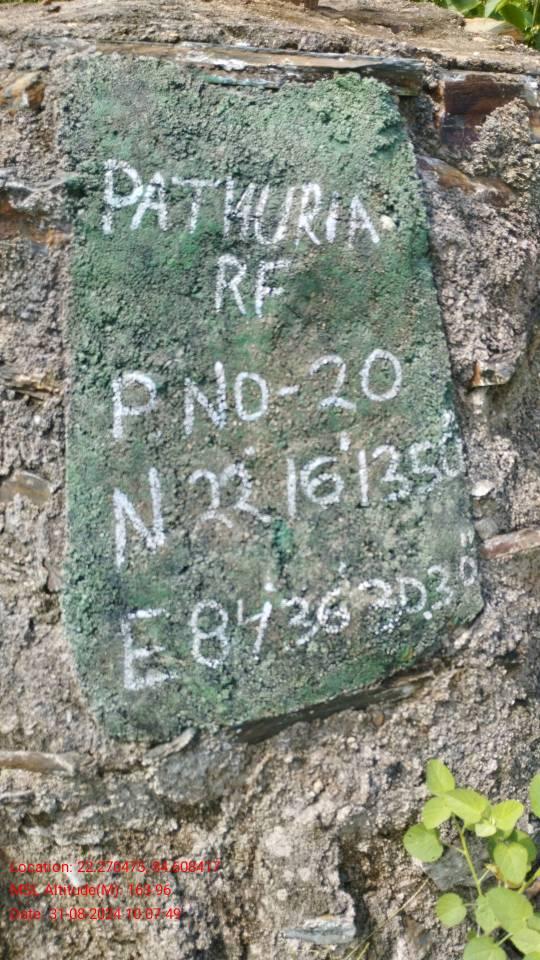 PATHURIA
RF
P NO-20
N 22° 16' 13.50"
E 84° 36' 30.30"
Location: 22.270476, 84.608417
MSL Altitude(M): 163.96
Date: 31-08-2024 10:07:49